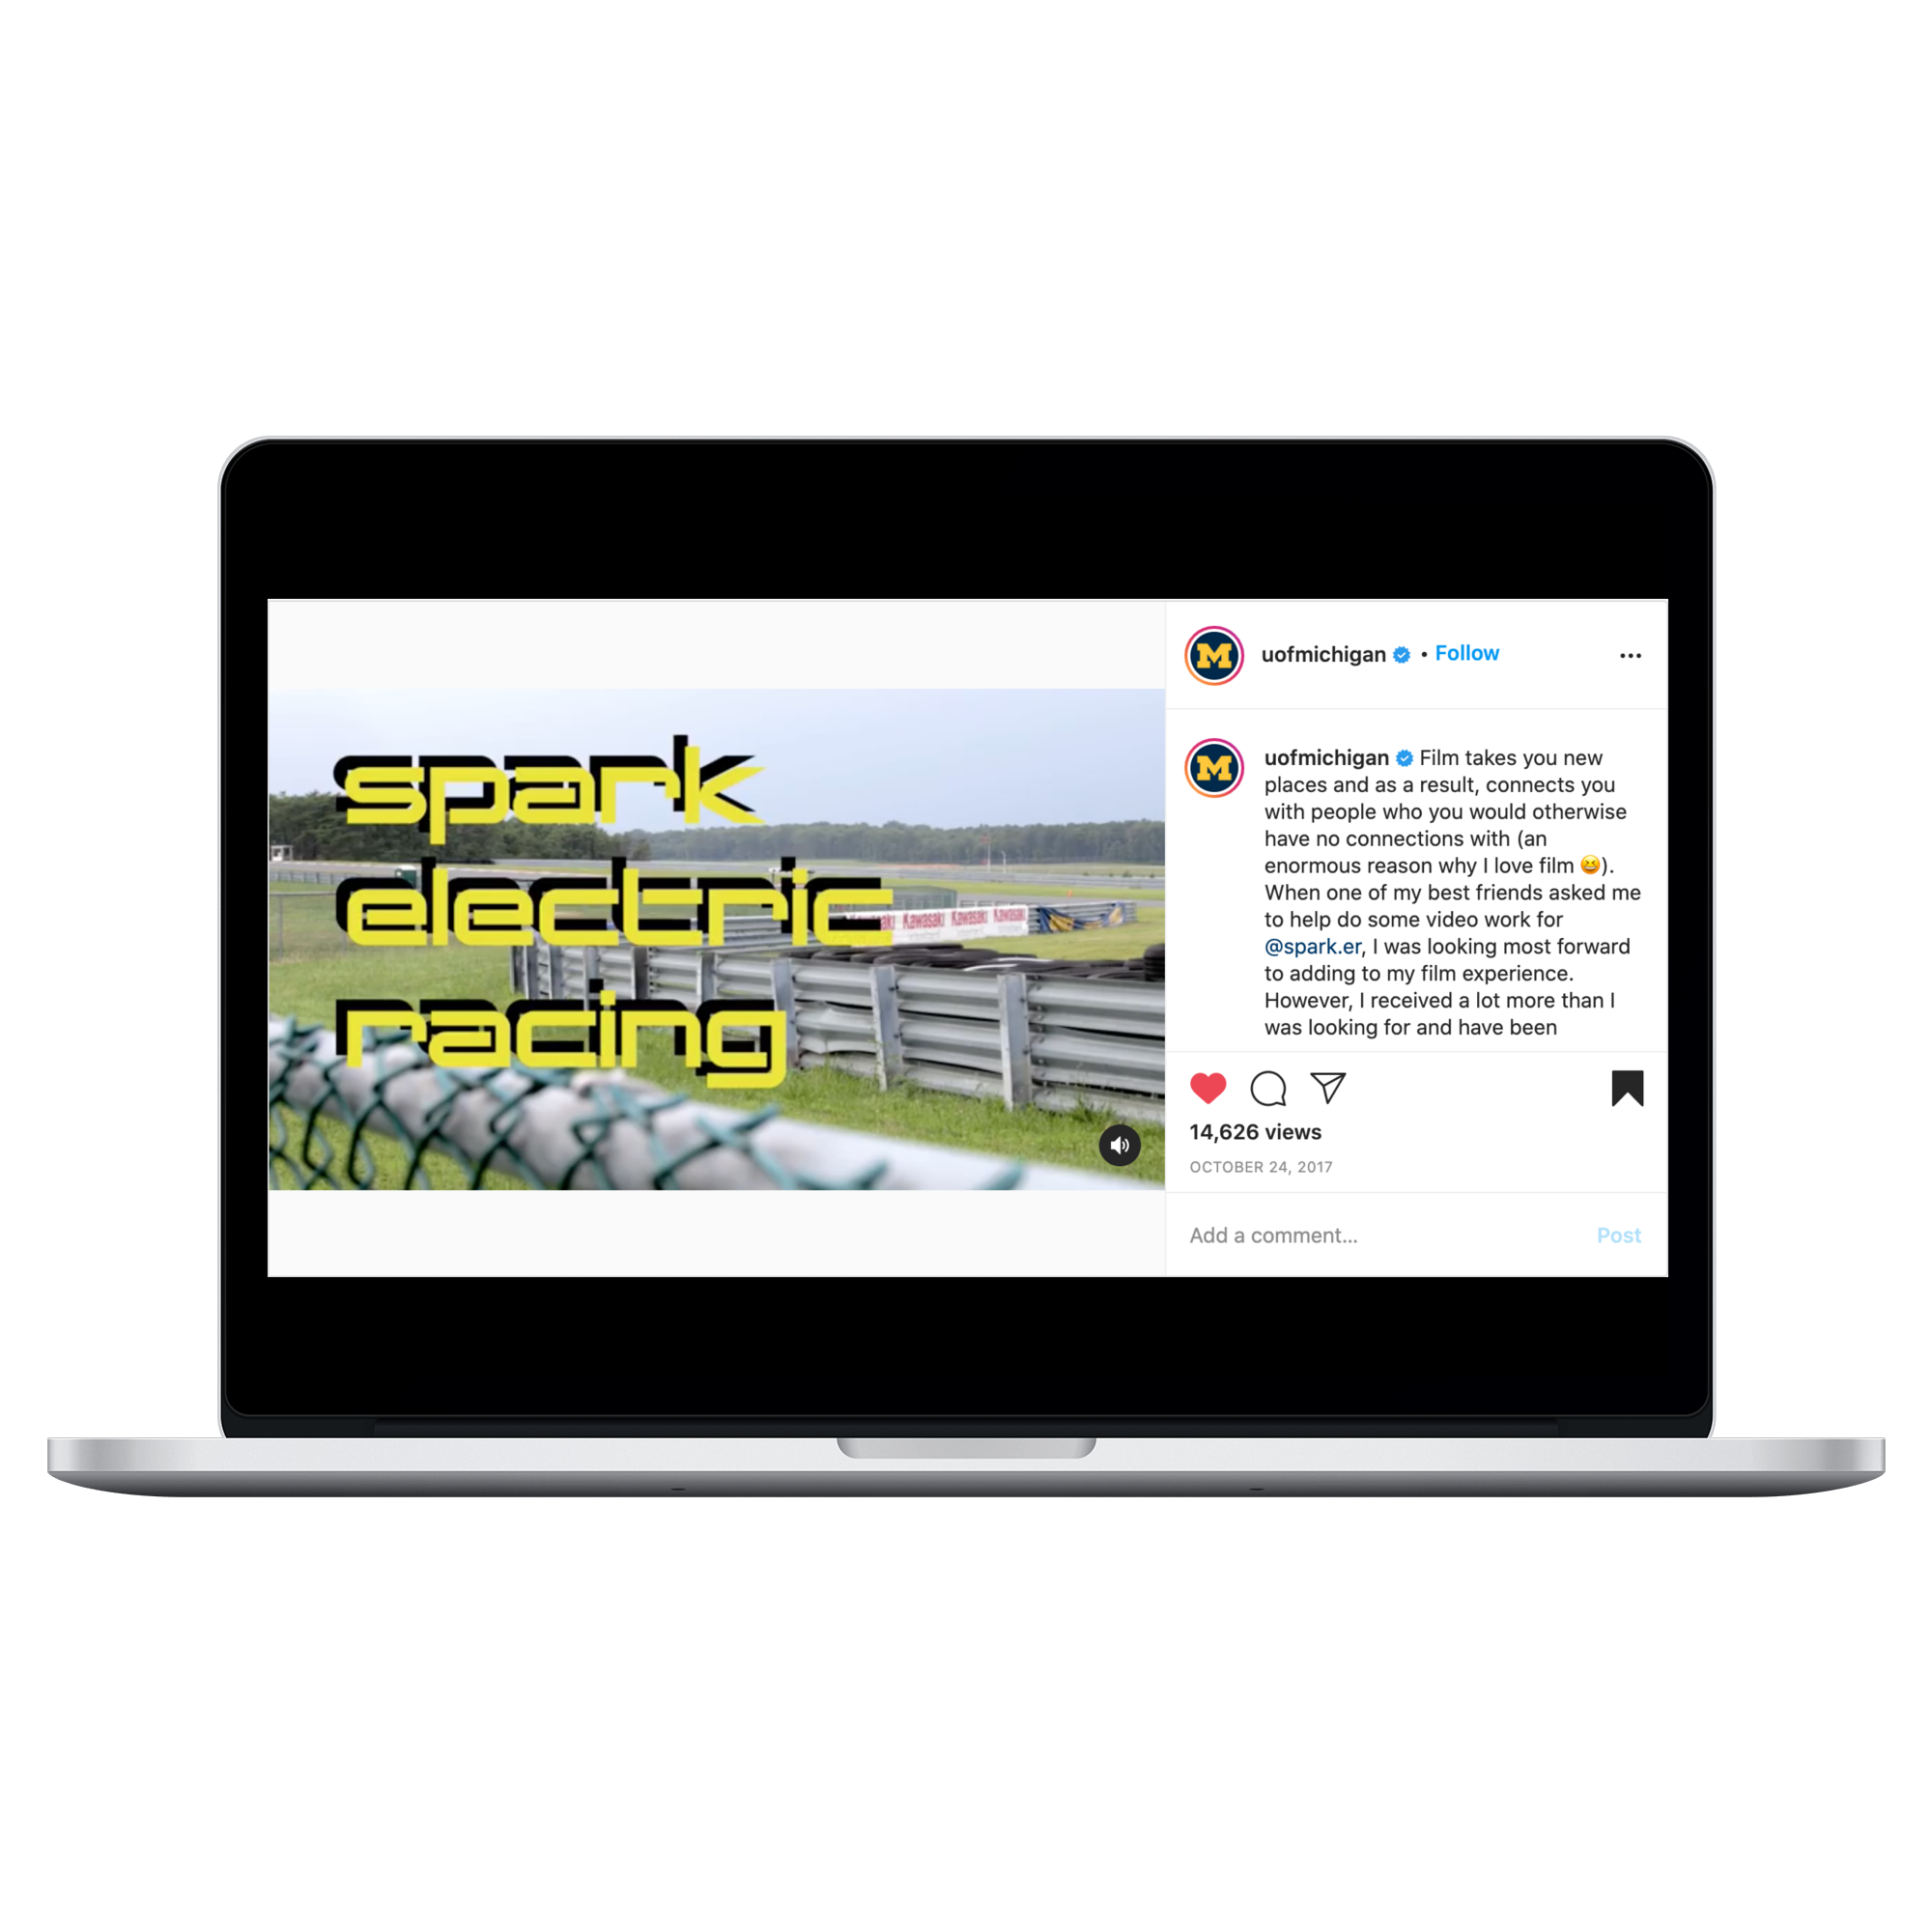 spark
electric
racing
Kawasaki Kawasaki Kawasaki
M
uofmichigan • Follow
M
uofmichigan Film takes you new
places and as a result, connects you
with people who you would otherwise
have no connections with (an
enormous reason why I love film 😆).
When one of my best friends asked me
to help do some video work for
@spark.er, I was looking most forward
to adding to my film experience.
However, I received a lot more than I
was looking for and have been
14,626 views
OCTOBER 24, 2017
Add a comment... Post